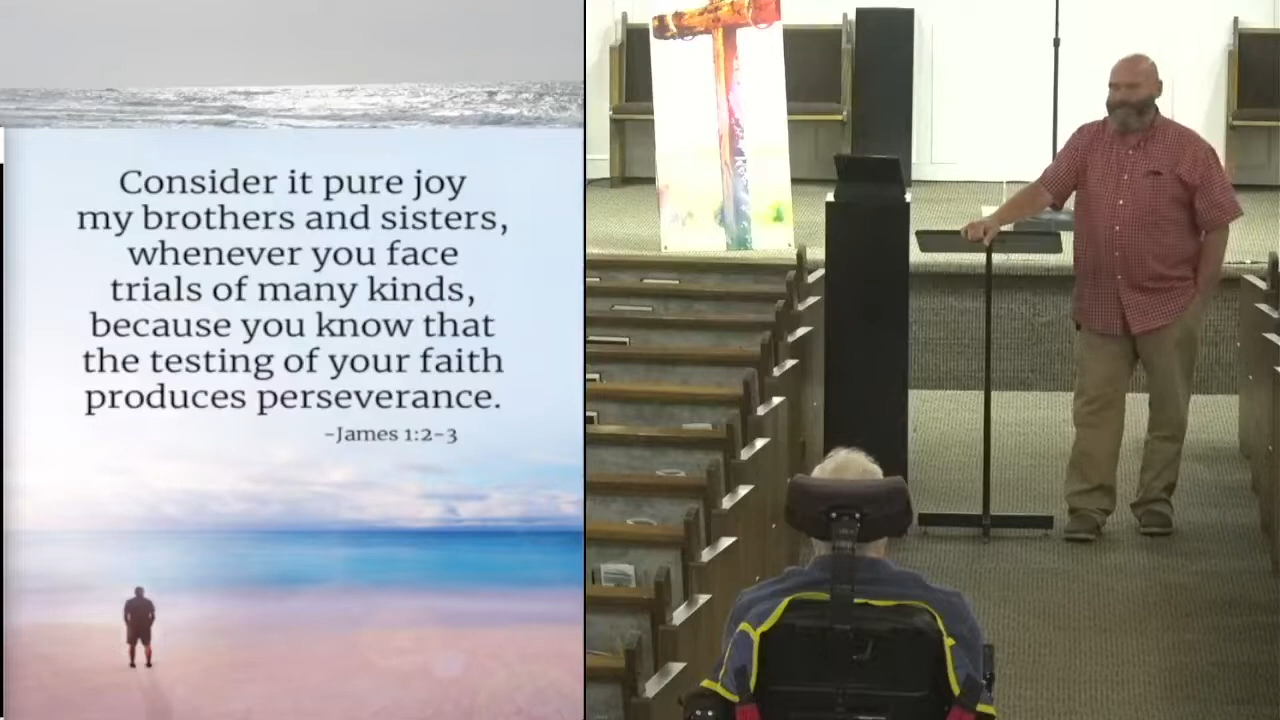 Consider it pure joy
my brothers and sisters,
whenever you face
trials of many kinds,
because you know that
the testing of your faith
produces perseverance.
-James 1:2-3